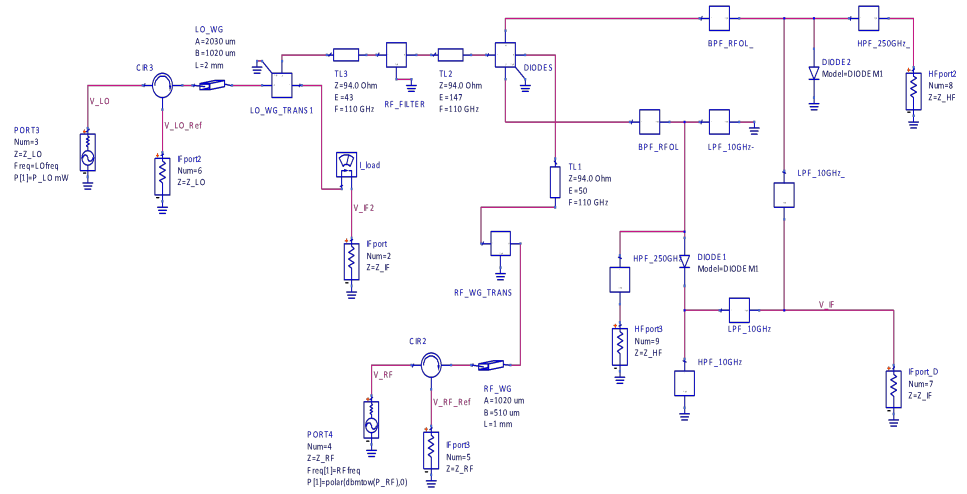 LO_WG
A=2030 um
B=1020 um
L=2 mm
CIR3
V_LO
V_LO_Ref
PORT3
Num=3
Z=Z_LO
Freq=LOfreq
P[1]=P_LO mW
IFport2
Num=6
Z=Z_LO
LO_WG_TRANS1
TL3
Z=94.0 Ohm
E=43
F=110 GHz
RF_FILTER
TL2
Z=94.0 Ohm
E=147
F=110 GHz
DIODES
BPF_RFOL_
HPF_250GHz_
DIODE2
Model=DIODEM1
HFport2
Num=8
Z=Z_HF
BPF_RFOL
LPF_10GHz-
I_load
V_IF2
IFport
Num=2
Z=Z_IF
TL1
Z=94.0 Ohm
E=50
F=110 GHz
LPF_10GHz_
RF_WG_TRANS
HPF_250GHz
DIODE1
Model=DIODEM1
HFport3
Num=9
Z=Z_HF
LPF_10GHz
V_IF
HPF_10GHz
IFport_D
Num=7
Z=Z_IF
CIR2
V_RF
V_RF_Ref
RF_WG
A=1020 um
B=510 um
L=1 mm
PORT4
Num=4
Z=Z_RF
Freq[1]=RFfreq
P[1]=polar(dbmtow(P_RF),0)
IFport3
Num=5
Z=Z_RF